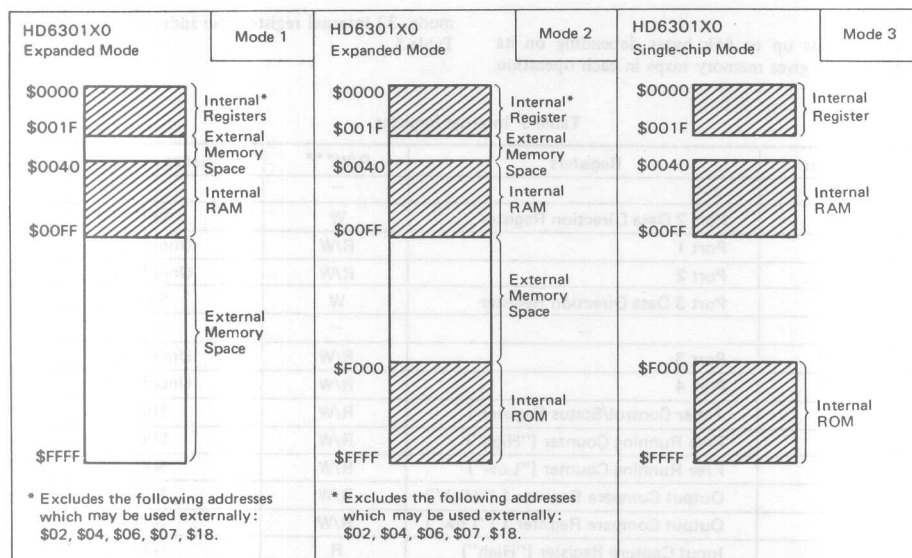 HD6301X0
Expanded Mode
Mode 1
$0000
$001F
$0040
$00FF
$FFFF
Internal*
Registers
External
Memory
Space
Internal
RAM
External
Memory
Space
* Excludes the following addresses
which may be used externally:
$02, $04, $06, $07, $18.
HD6301X0
Expanded Mode
Mode 2
$0000
$001F
$0040
$00FF
$F000
$FFFF
Internal*
Register
External
Memory
Space
Internal
RAM
External
Memory
Space
Internal
ROM
* Excludes the following addresses
which may be used externally:
$02, $04, $06, $07, $18.
HD6301X0
Single-chip Mode
Mode 3
$0000
$001F
$0040
$00FF
$F000
$FFFF
Internal
Register
Internal
RAM
Internal
ROM